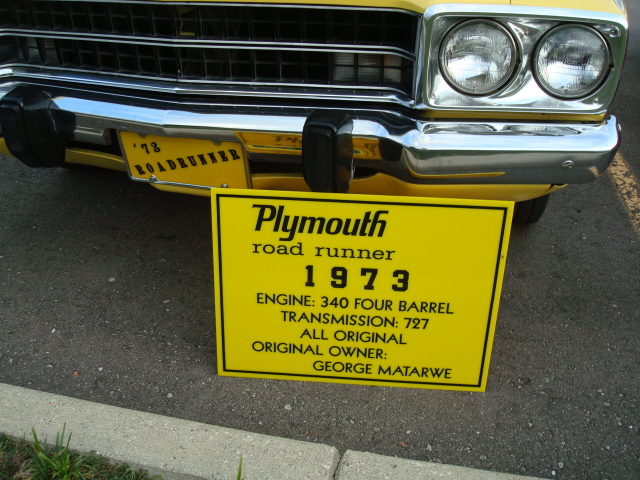 '73
ROADRUNNER
Plymouth
road runner
1973
ENGINE: 340 FOUR BARREL
TRANSMISSION: 727
ALL ORIGINAL
ORIGINAL OWNER:
GEORGE MATARWE